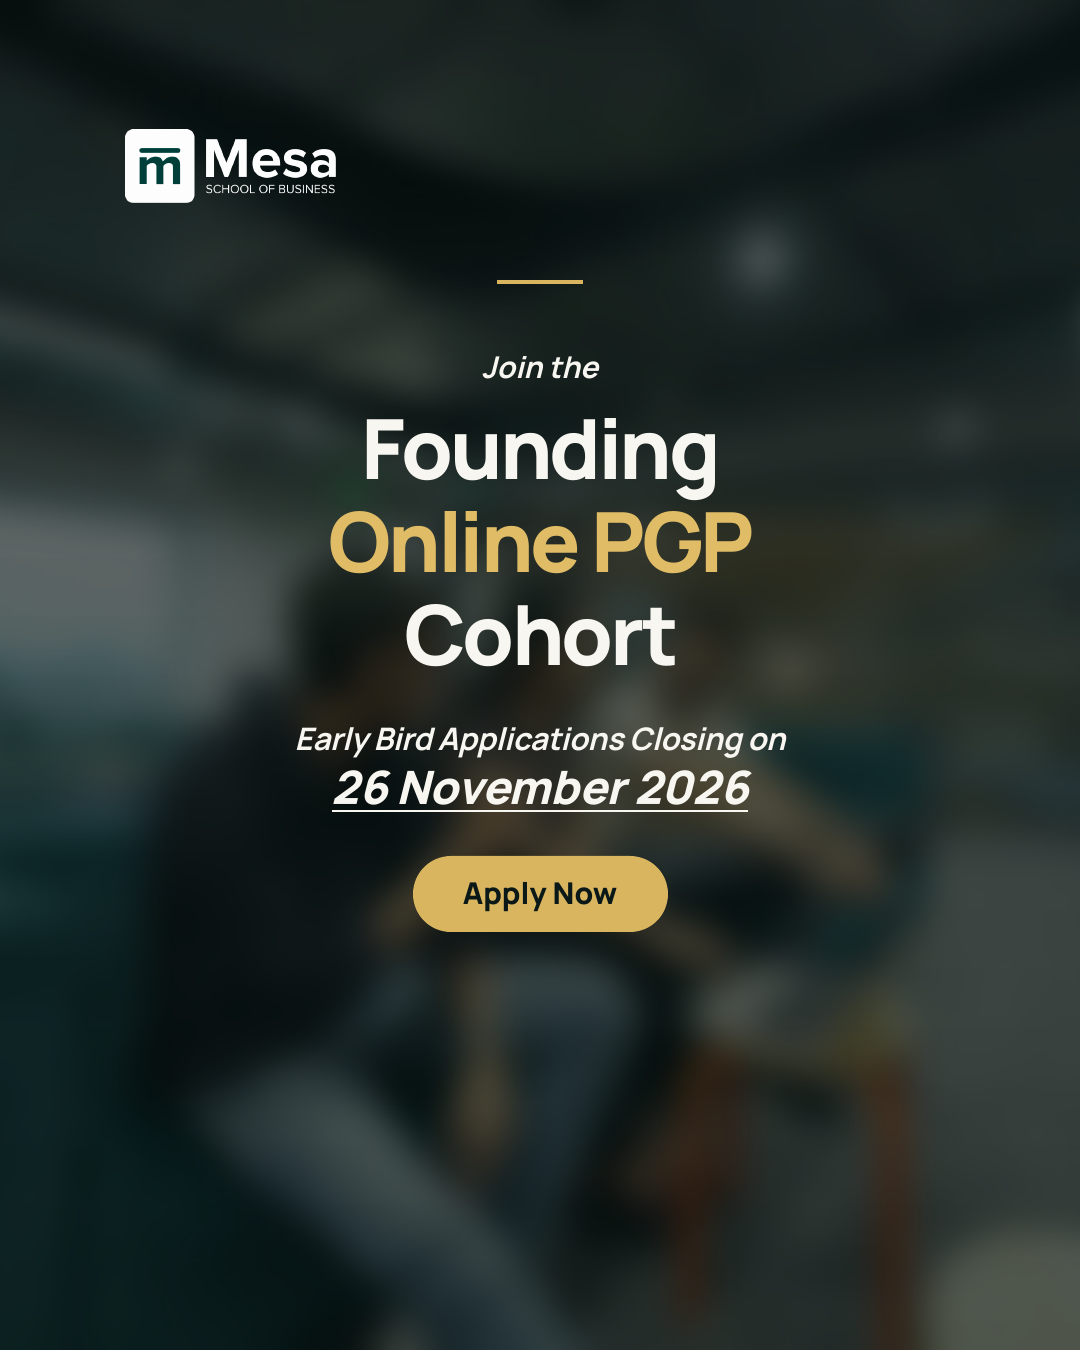 m
Mesa
SCHOOL OF BUSINESS
Join the
Founding
Online PGP
Cohort
Early Bird Applications Closing on
26 November 2026
Apply Now